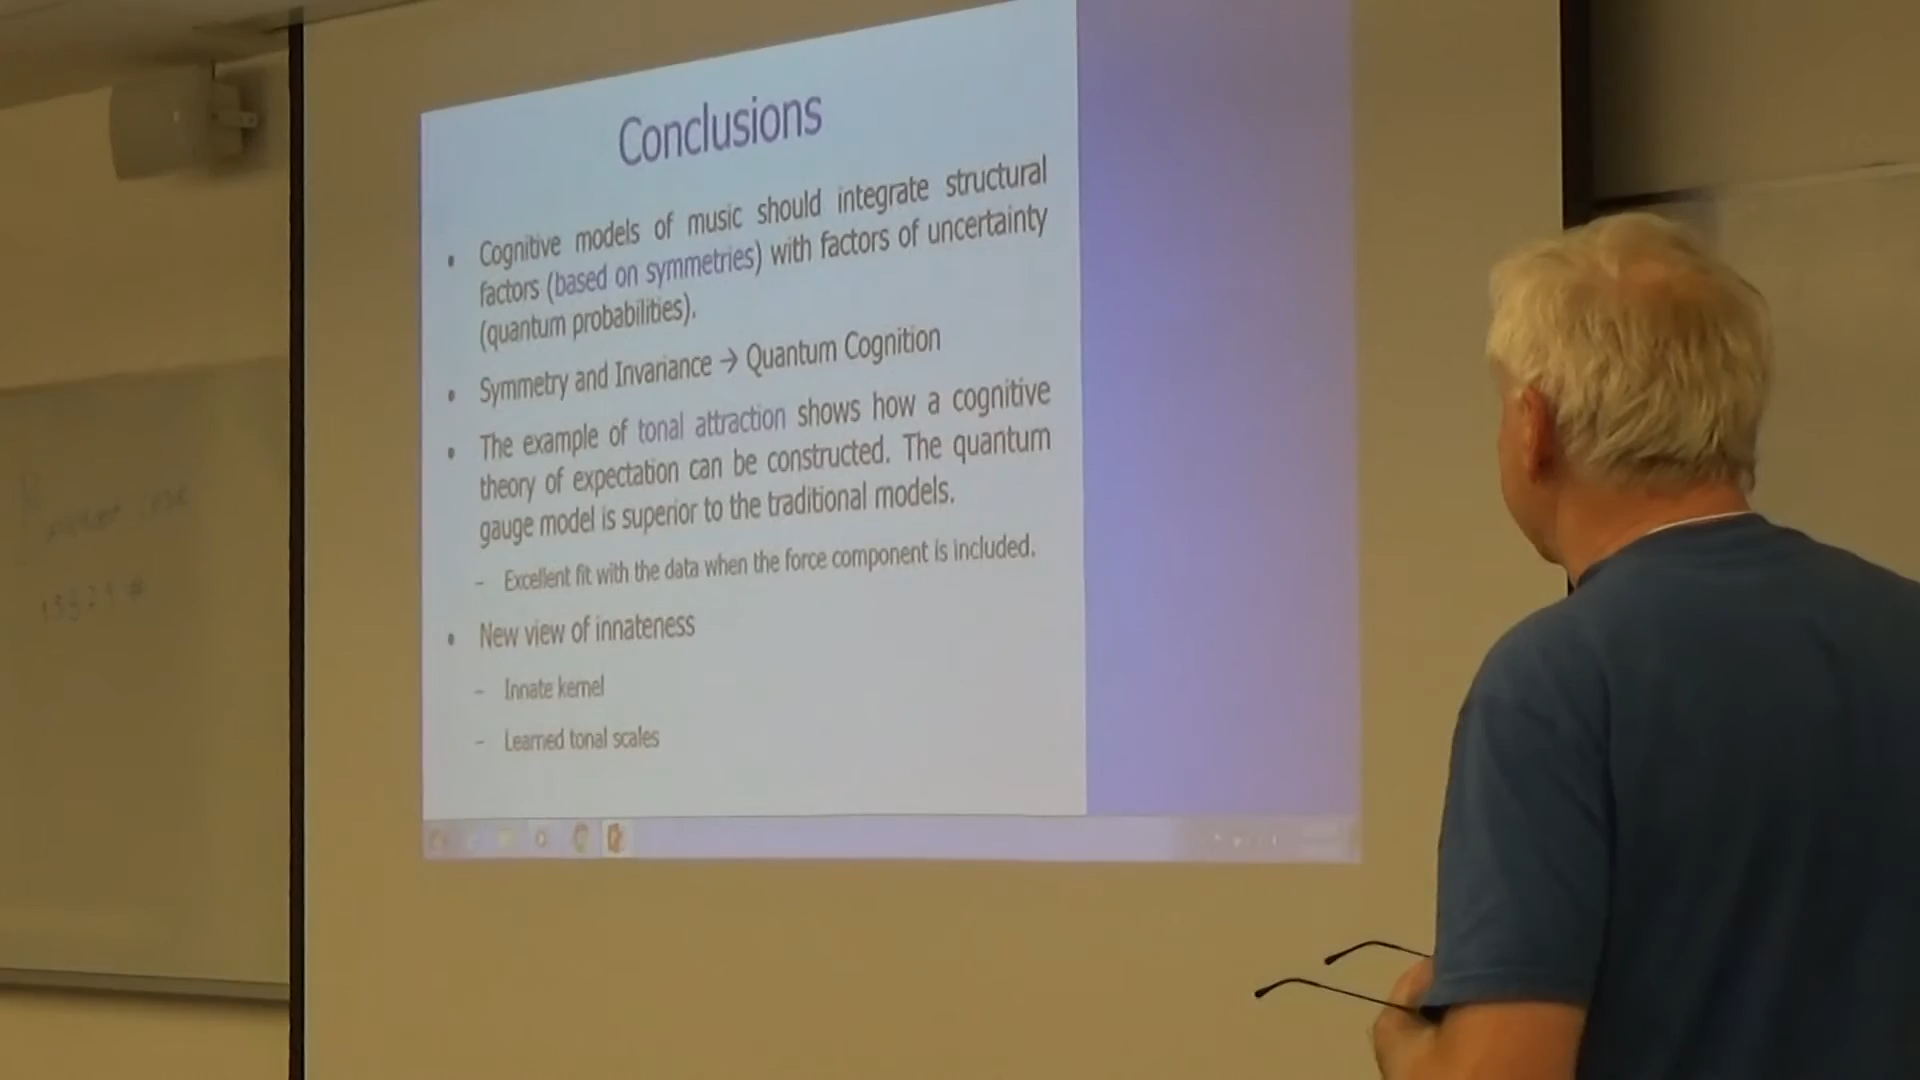 Conclusions
• Cognitive models of music should integrate structural
factors (based on symmetries) with factors of uncertainty
(quantum probabilities).
• Symmetry and Invariance → Quantum Cognition
• The example of tonal attraction shows how a cognitive
theory of expectation can be constructed. The quantum
gauge model is superior to the traditional models.
– Excellent fit with the data when the force component is included.
• New view of innateness
– Innate kernel
– Learned tonal scales